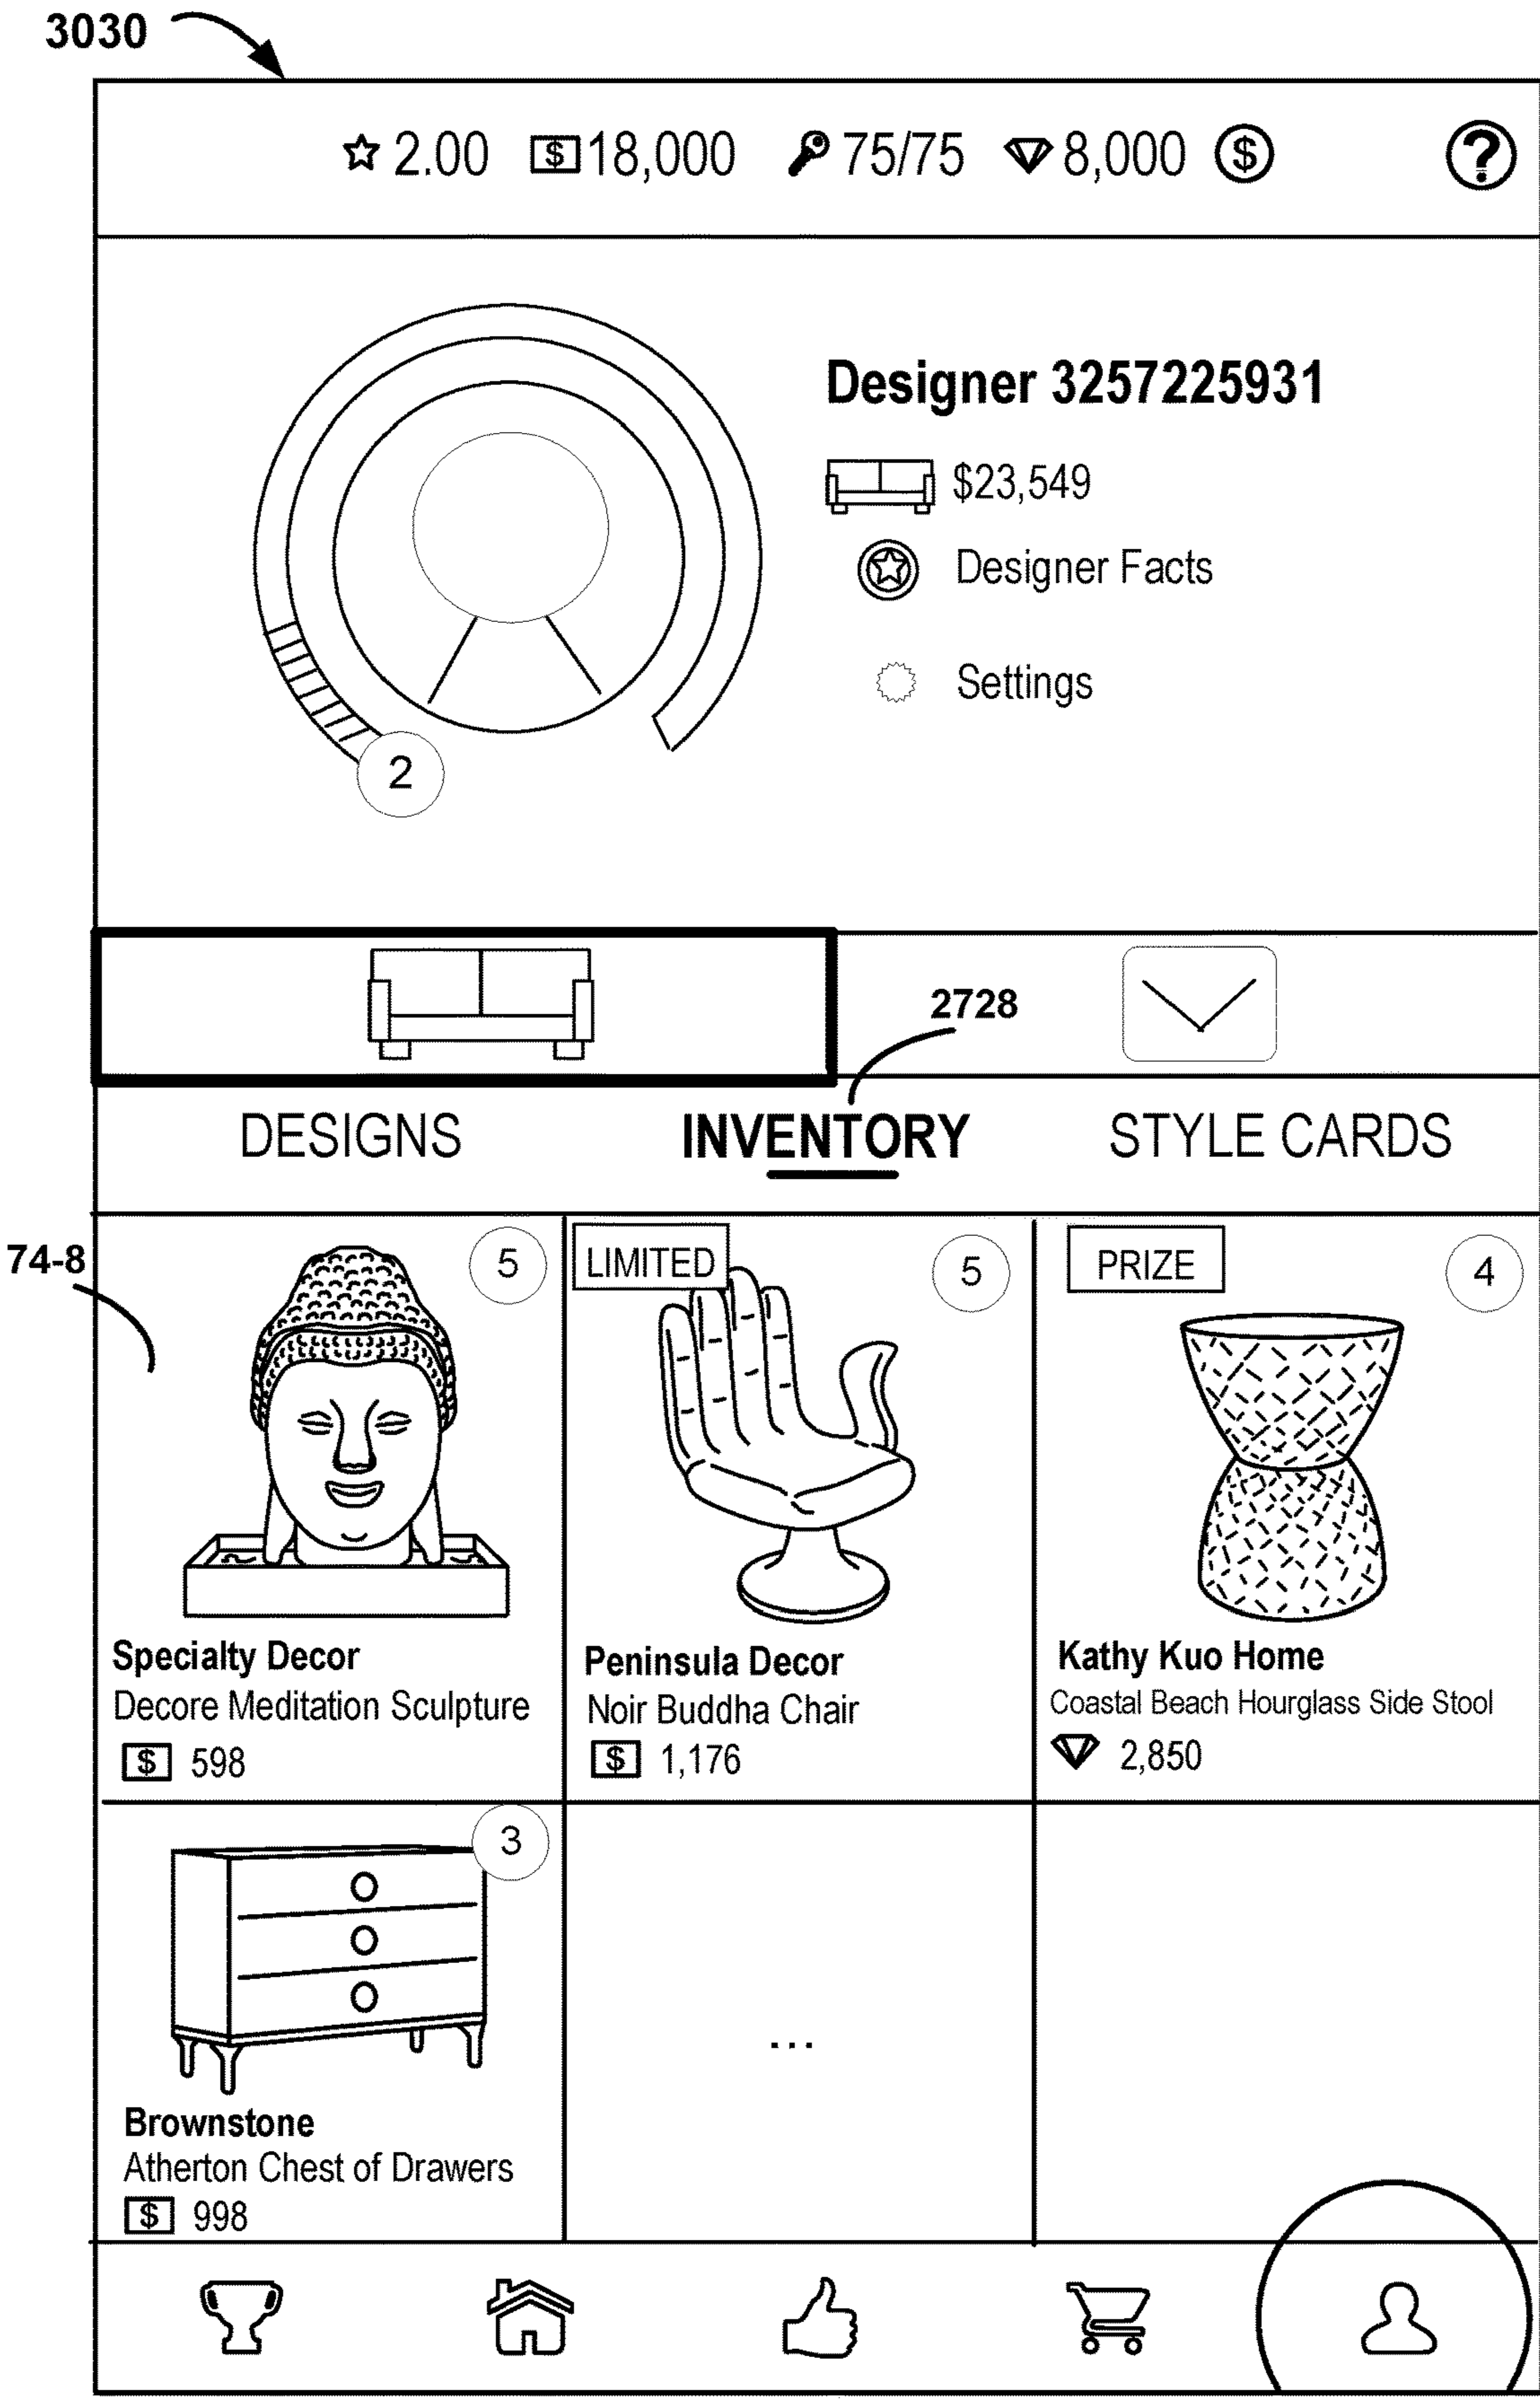 3030
2.00 $ 18,000 75/75 8,000 $ ?
Designer 3257225931
$23,549
Designer Facts
Settings
2
2728
DESIGNS INVENTORY STYLE CARDS
74-8
5 LIMITED 5 PRIZE 4
Specialty Decor
Decore Meditation Sculpture
$ 598
Peninsula Decor
Noir Buddha Chair
$ 1,176
Kathy Kuo Home
Coastal Beach Hourglass Side Stool
2,850
3
Brownstone
Atherton Chest of Drawers
$ 998
...